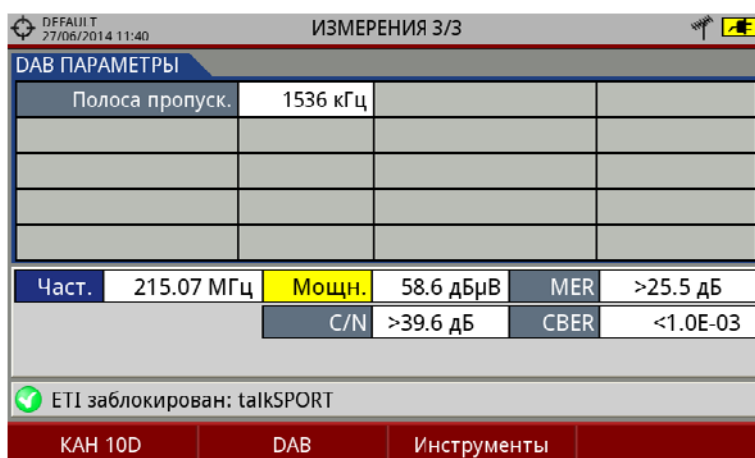 DEFAULT
27/06/2014 11:40
ИЗМЕРЕНИЯ 3/3
DAB ПАРАМЕТРЫ
Полоса пропуск. 1536 кГц
Част. 215.07 МГц Мощн. 58.6 дБµВ MER >25.5 дБ
C/N >39.6 дБ CBER <1.0E-03
ETI заблокирован: talkSPORT
КАН 10D DAB Инструменты